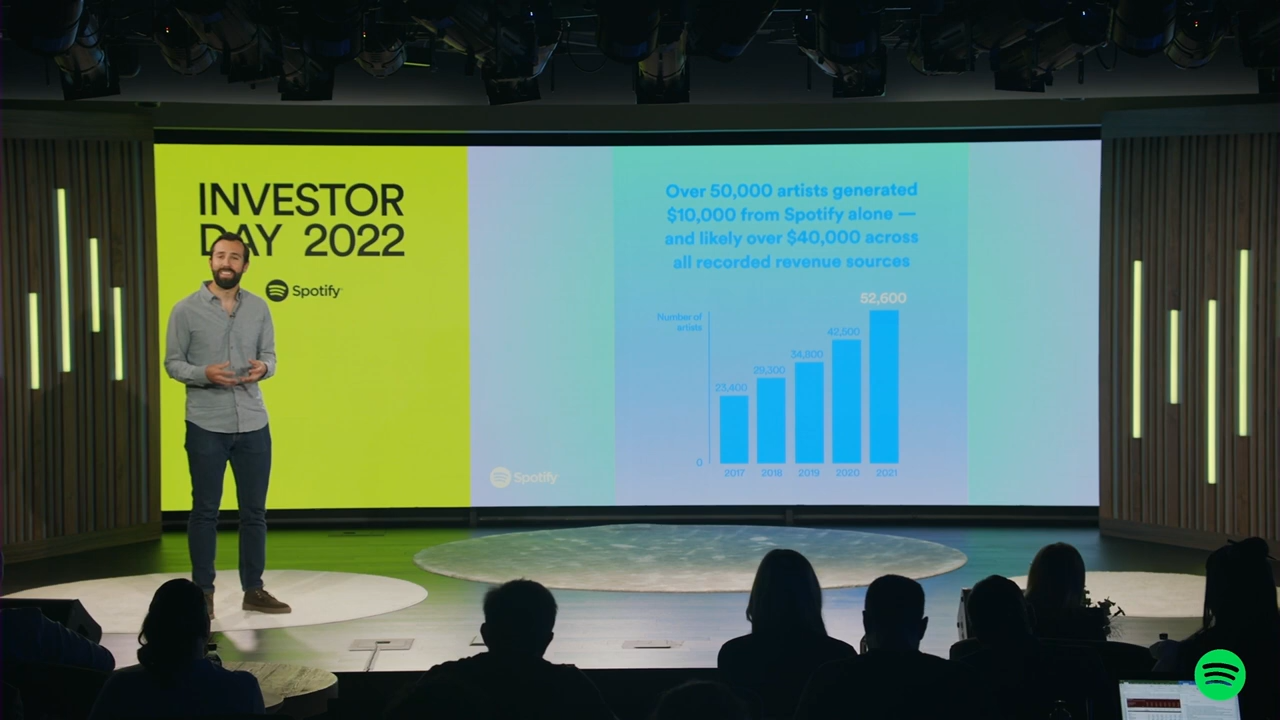 INVESTOR
DAY 2022
Spotify
Over 50,000 artists generated
$10,000 from Spotify alone —
and likely over $40,000 across
all recorded revenue sources
52,600
42,500
34,800
29,300
23,400
Number of
artists
0
2017 2018 2019 2020 2021
Spotify